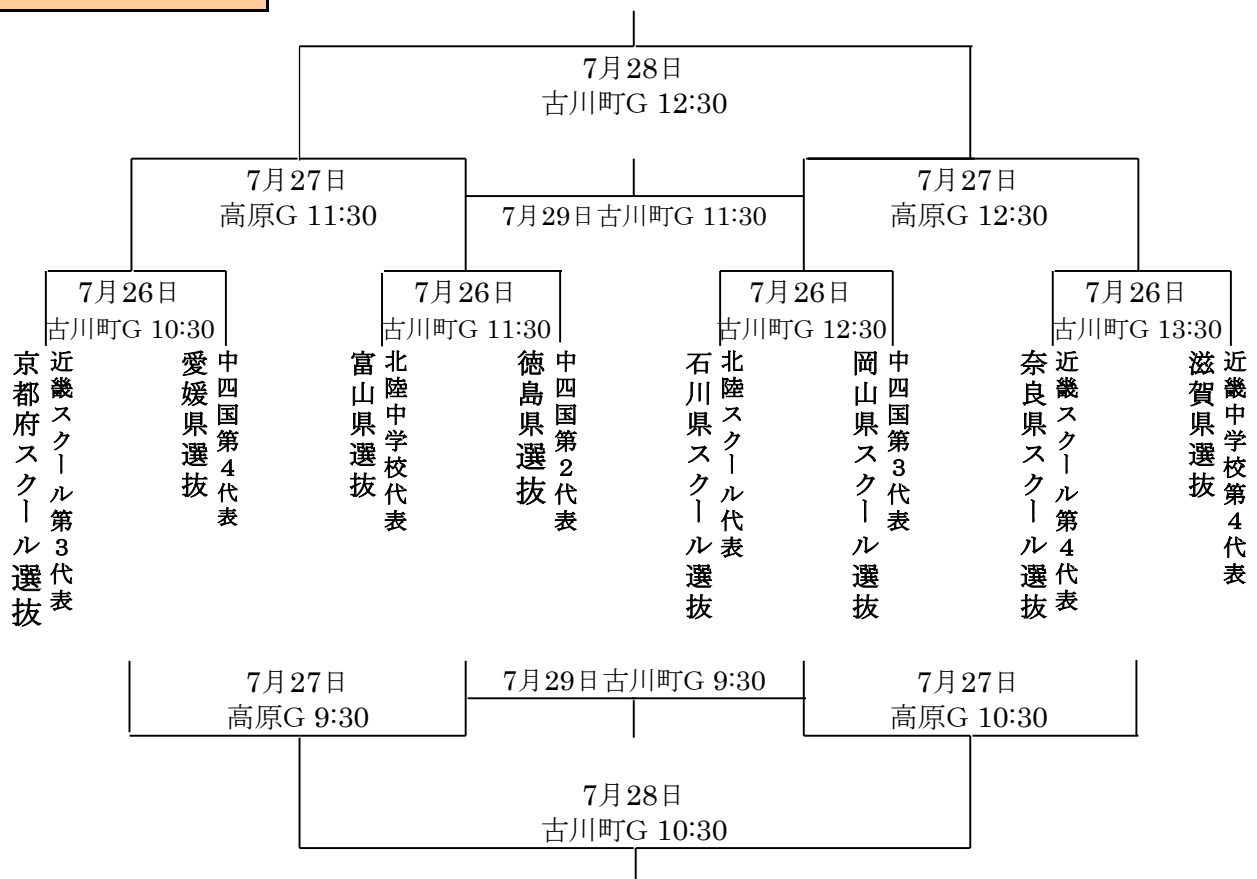 7月28日
古川町G 12:30
7月27日
高原G 11:30
7月29日古川町G 11:30
7月27日
高原G 12:30
7月26日
古川町G 10:30
7月26日
古川町G 11:30
7月26日
古川町G 12:30
7月26日
古川町G 13:30
近畿スクール第3代表
京都府スクール選抜
中四国第4代表
愛媛県選抜
北陸中学校代表
富山県選抜
中四国第2代表
徳島県選抜
北陸スクール代表
石川県スクール選抜
中四国第3代表
岡山県スクール選抜
近畿スクール第4代表
奈良県スクール選抜
近畿中学校第4代表
滋賀県選抜
7月27日
高原G 9:30
7月29日古川町G 9:30
7月27日
高原G 10:30
7月28日
古川町G 10:30